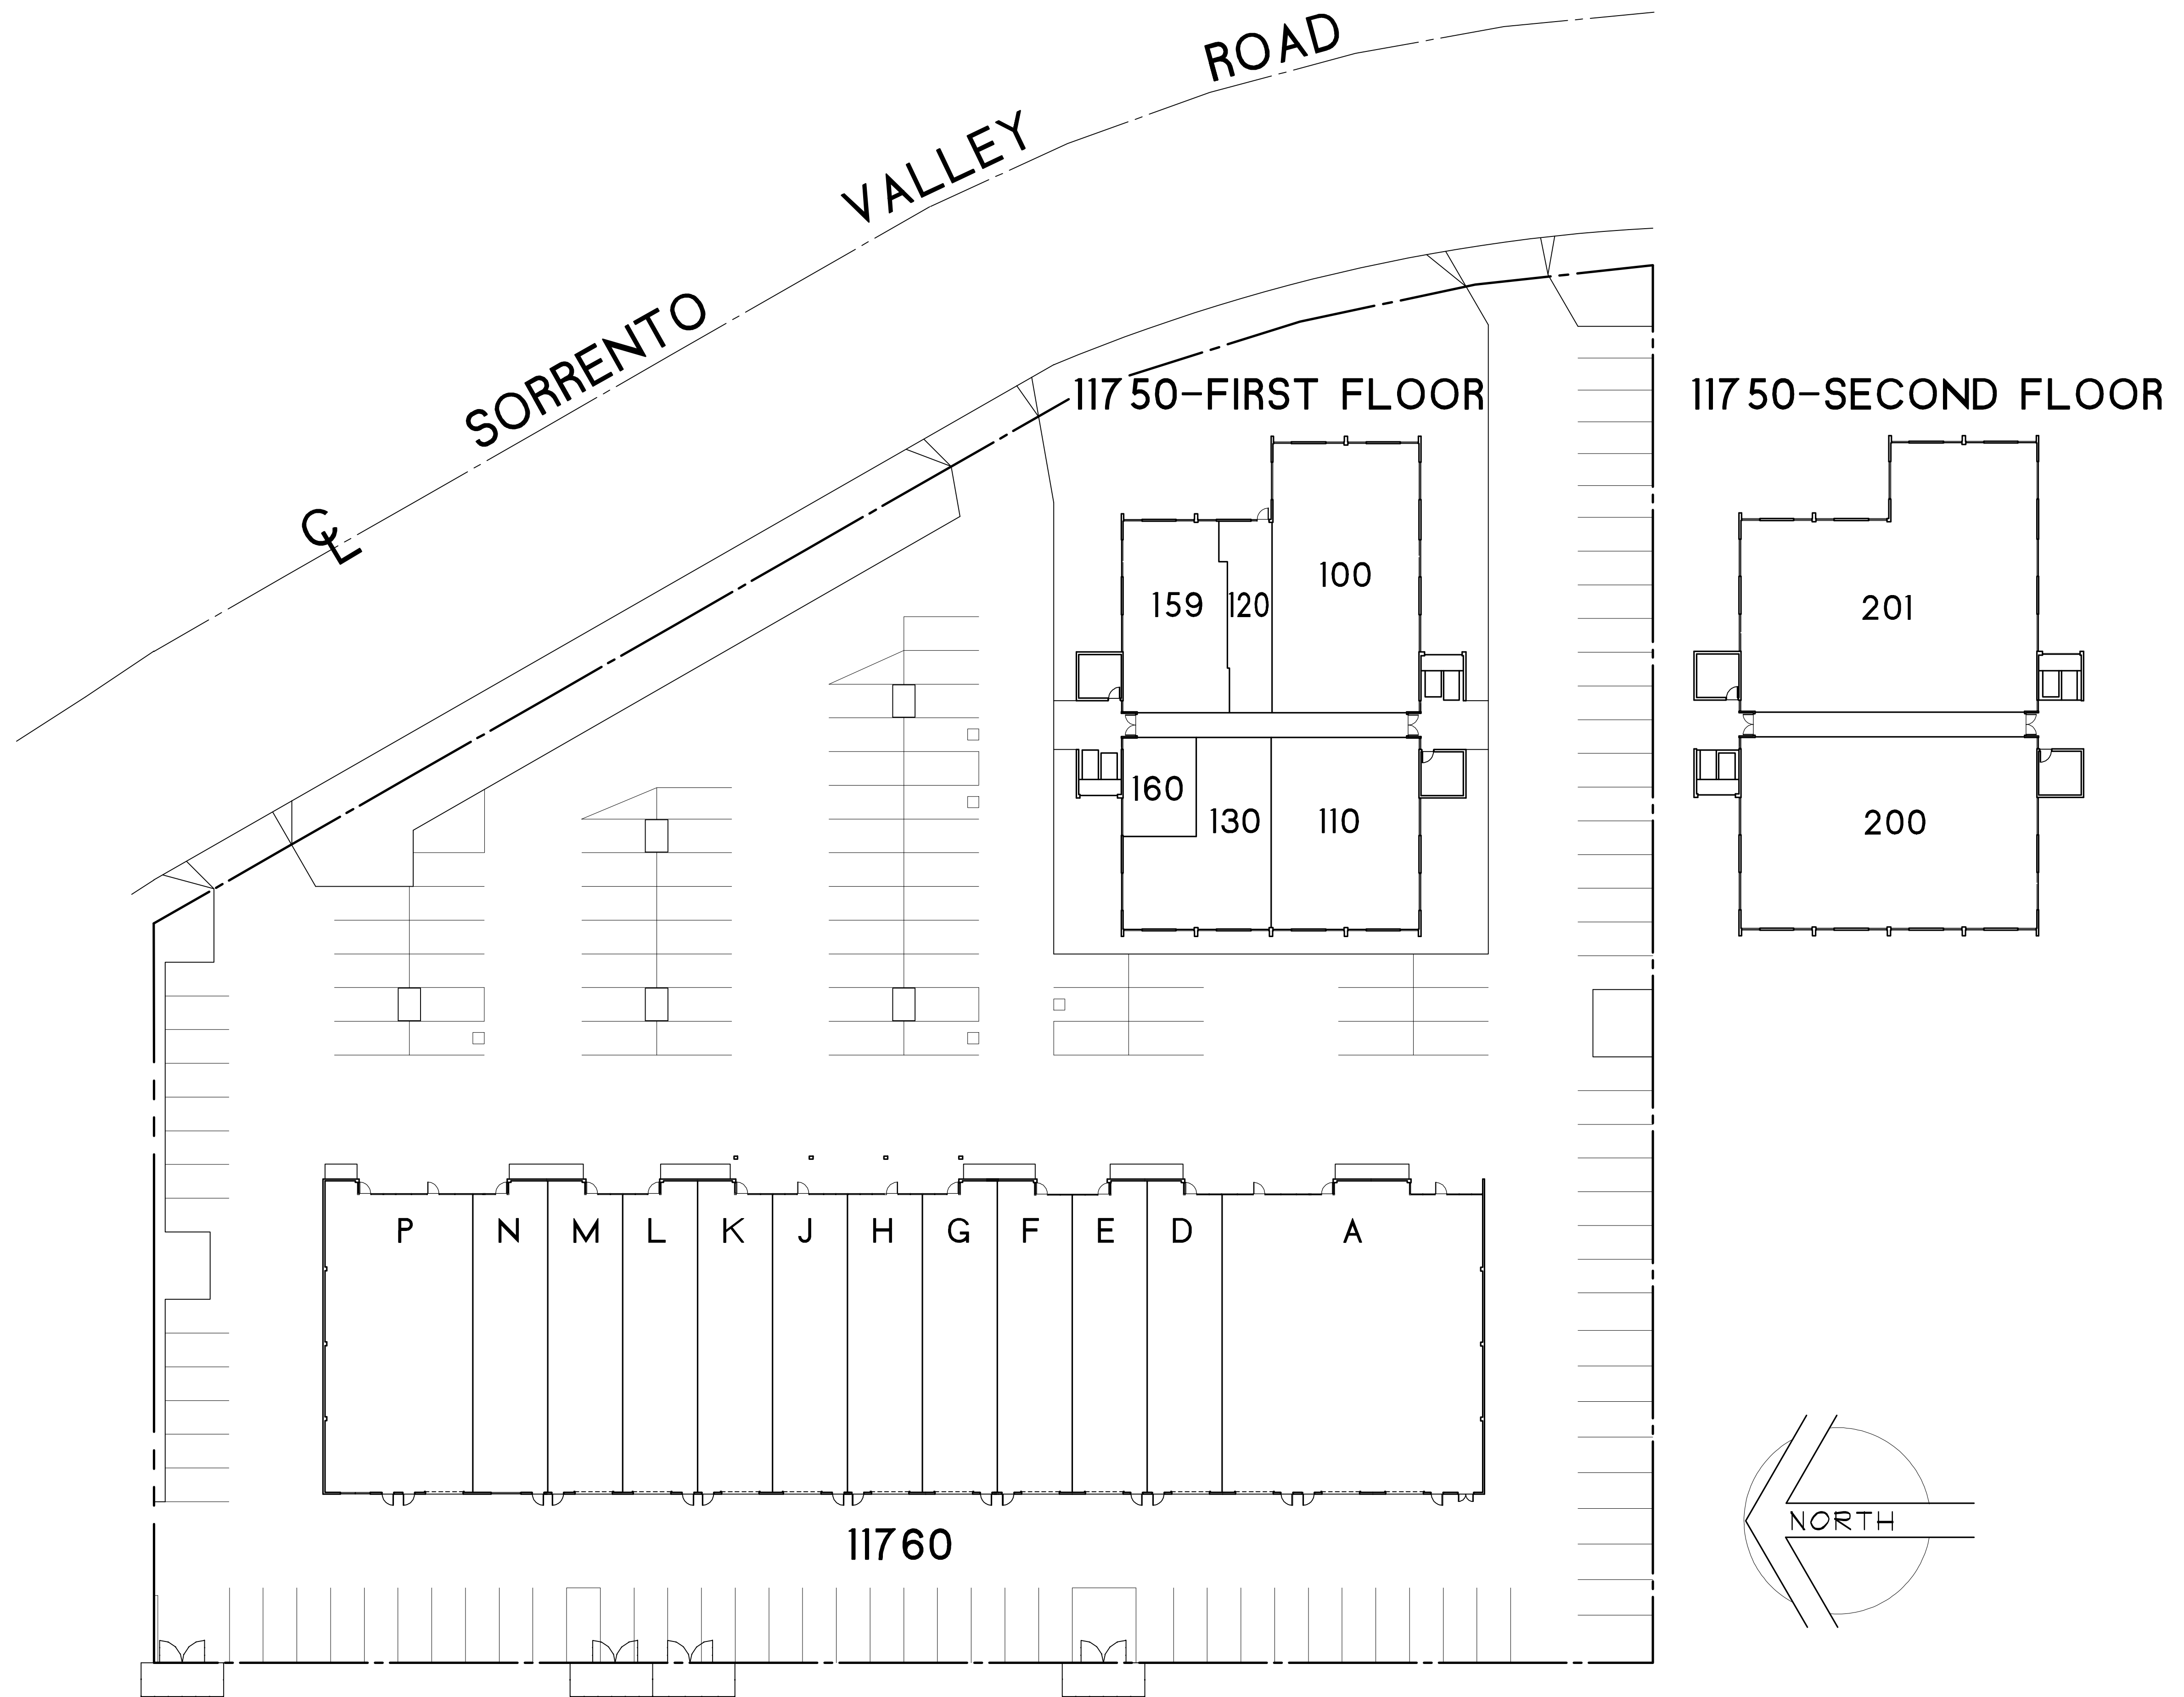 SORRENTO VALLEY ROAD
℄
11750-FIRST FLOOR
11750-SECOND FLOOR
100
159
120
201
160
130
110
200
P N M L K J H G F E D A
11760
NORTH